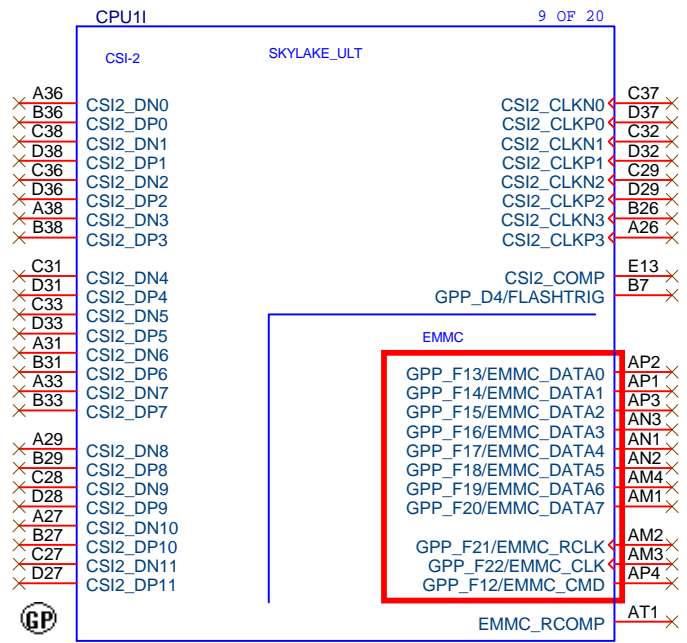 CPU1I 9 OF 20
CSI-2 SKYLAKE_ULT
A36 CSI2_DN0 CSI2_CLKN0 C37
B36 CSI2_DP0 CSI2_CLKP0 D37
C38 CSI2_DN1 CSI2_CLKN1 C32
D38 CSI2_DP1 CSI2_CLKP1 D32
C36 CSI2_DN2 CSI2_CLKN2 C29
D36 CSI2_DP2 CSI2_CLKP2 D29
A38 CSI2_DN3 CSI2_CLKN3 B26
B38 CSI2_DP3 CSI2_CLKP3 A26
C31 CSI2_DN4 CSI2_COMP E13
D31 CSI2_DP4 GPP_D4/FLASHTRIG B7
C33 CSI2_DN5
D33 CSI2_DP5 EMMC
A31 CSI2_DN6
B31 CSI2_DP6 GPP_F13/EMMC_DATA0 AP2
A33 CSI2_DN7 GPP_F14/EMMC_DATA1 AP1
B33 CSI2_DP7 GPP_F15/EMMC_DATA2 AP3
GPP_F16/EMMC_DATA3 AN3
A29 CSI2_DN8 GPP_F17/EMMC_DATA4 AN1
B29 CSI2_DP8 GPP_F18/EMMC_DATA5 AN2
C28 CSI2_DN9 GPP_F19/EMMC_DATA6 AM4
D28 CSI2_DP9 GPP_F20/EMMC_DATA7 AM1
A27 CSI2_DN10
B27 CSI2_DP10 GPP_F21/EMMC_RCLK AM2
C27 CSI2_DN11 GPP_F22/EMMC_CLK AM3
D27 CSI2_DP11 GPP_F12/EMMC_CMD AP4
GP EMMC_RCOMP AT1